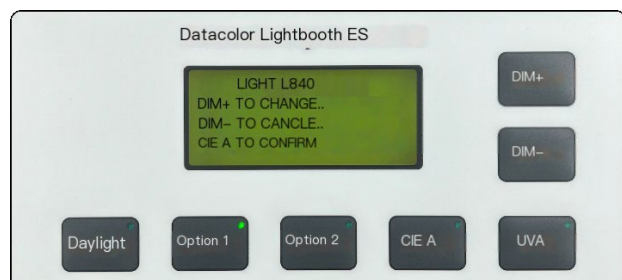 Datacolor Lightbooth ES
LIGHT L840
DIM+ TO CHANGE..
DIM– TO CANCLE..
CIE A TO CONFIRM
DIM+
DIM–
Daylight
Option 1
Option 2
CIE A
UVA